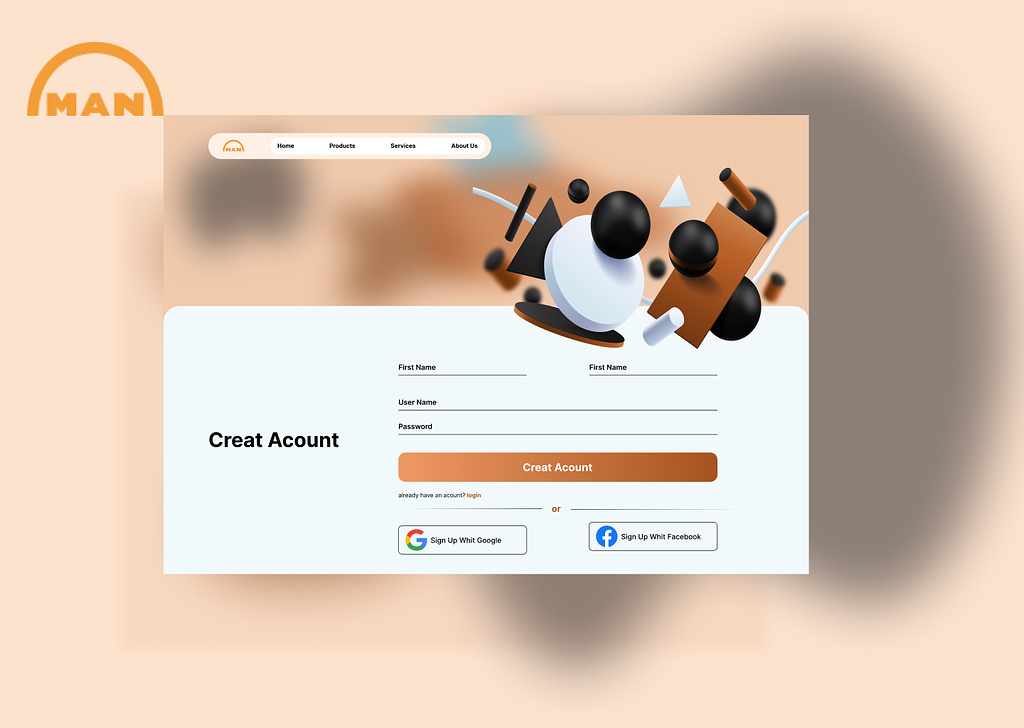 MAN
MAN
Home
Products
Services
About Us
First Name
First Name
User Name
Password
Creat Acount
Creat Acount
already have an acount? login
or
Sign Up Whit Google
Sign Up Whit Facebook